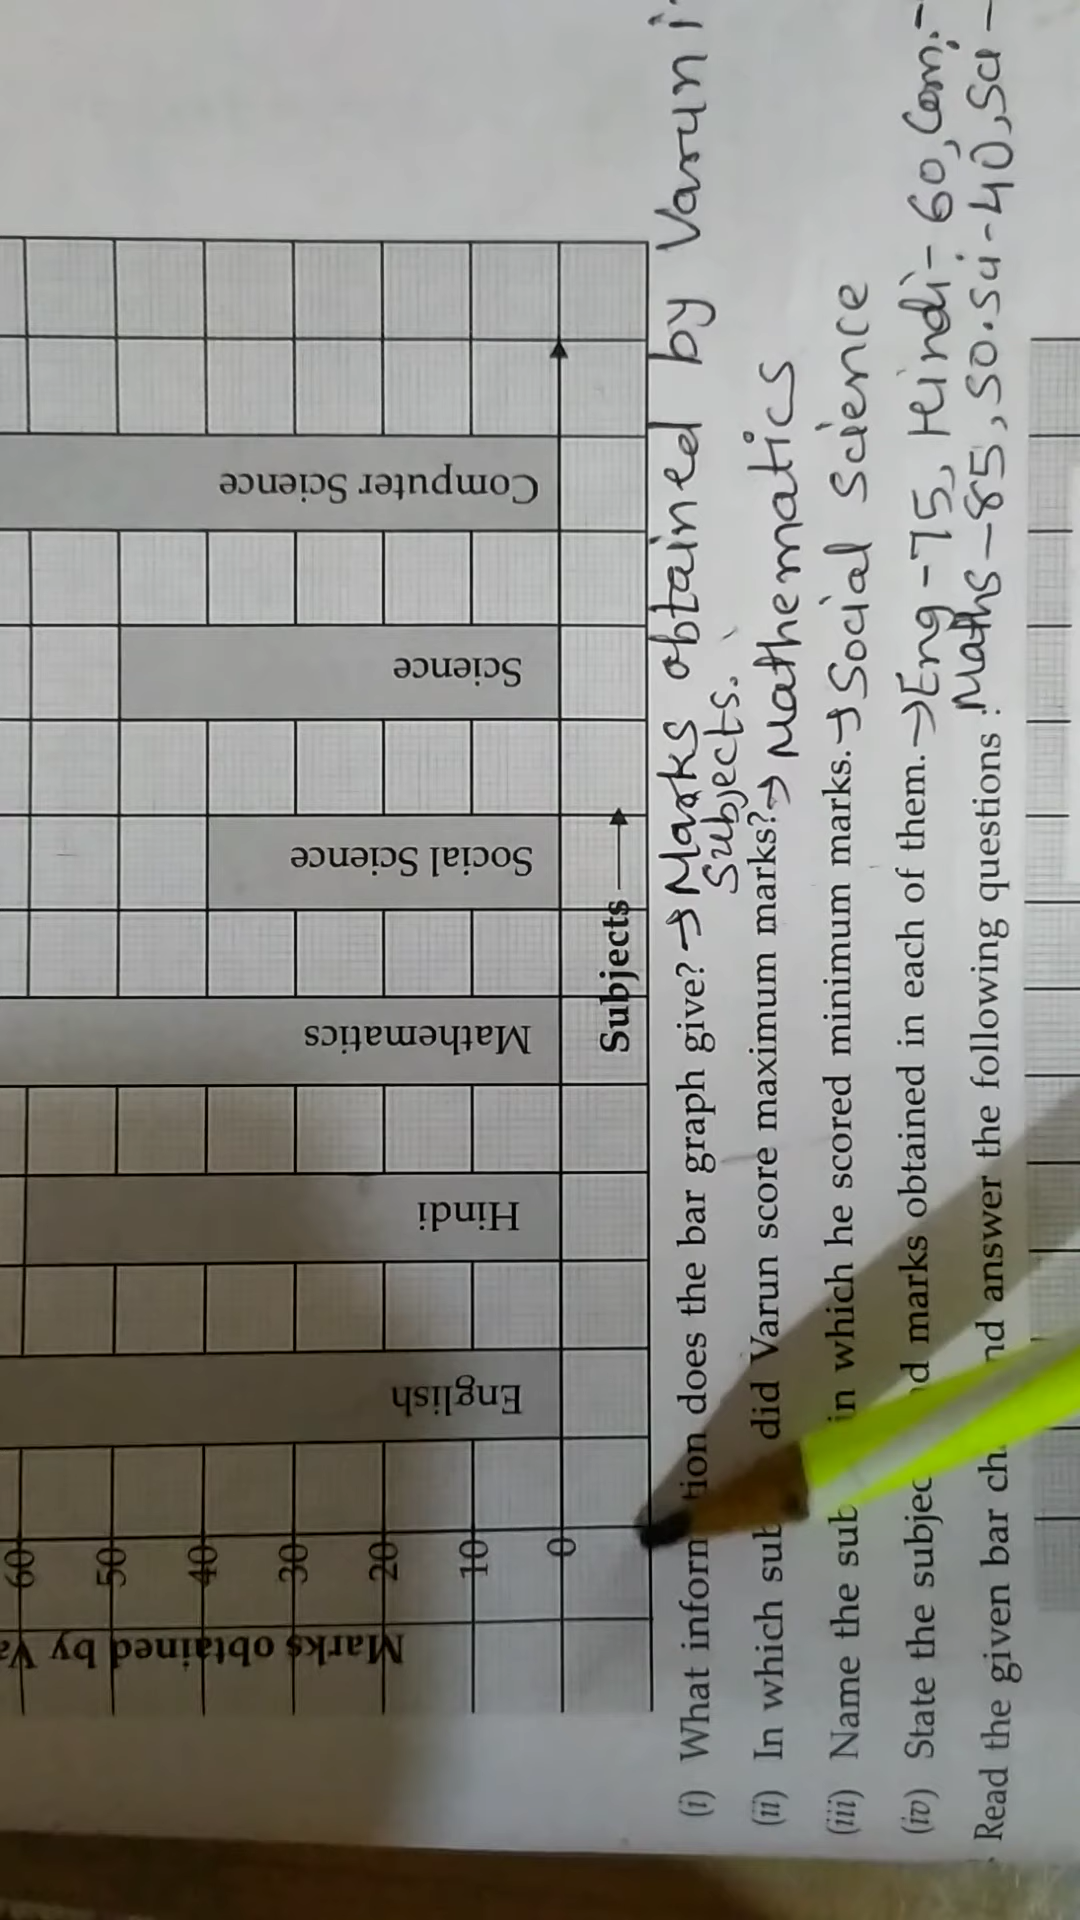 Marks obtained by Va
60
50
40
30
20
10
0
English
Hindi
Mathematics
Social Science
Science
Computer Science
Subjects
(i) What information does the bar graph give? → Marks obtained by Varun i
Subjects.
(ii) In which sub did Varun score maximum marks? → Mathematics
(iii) Name the sub in which he scored minimum marks. → Social Science
(iv) State the subjec d marks obtained in each of them. → Eng - 75, Hindi - 60, Com. -
Maths - 85, so. sci - 40, Sci -
Read the given bar ch nd answer the following questions :